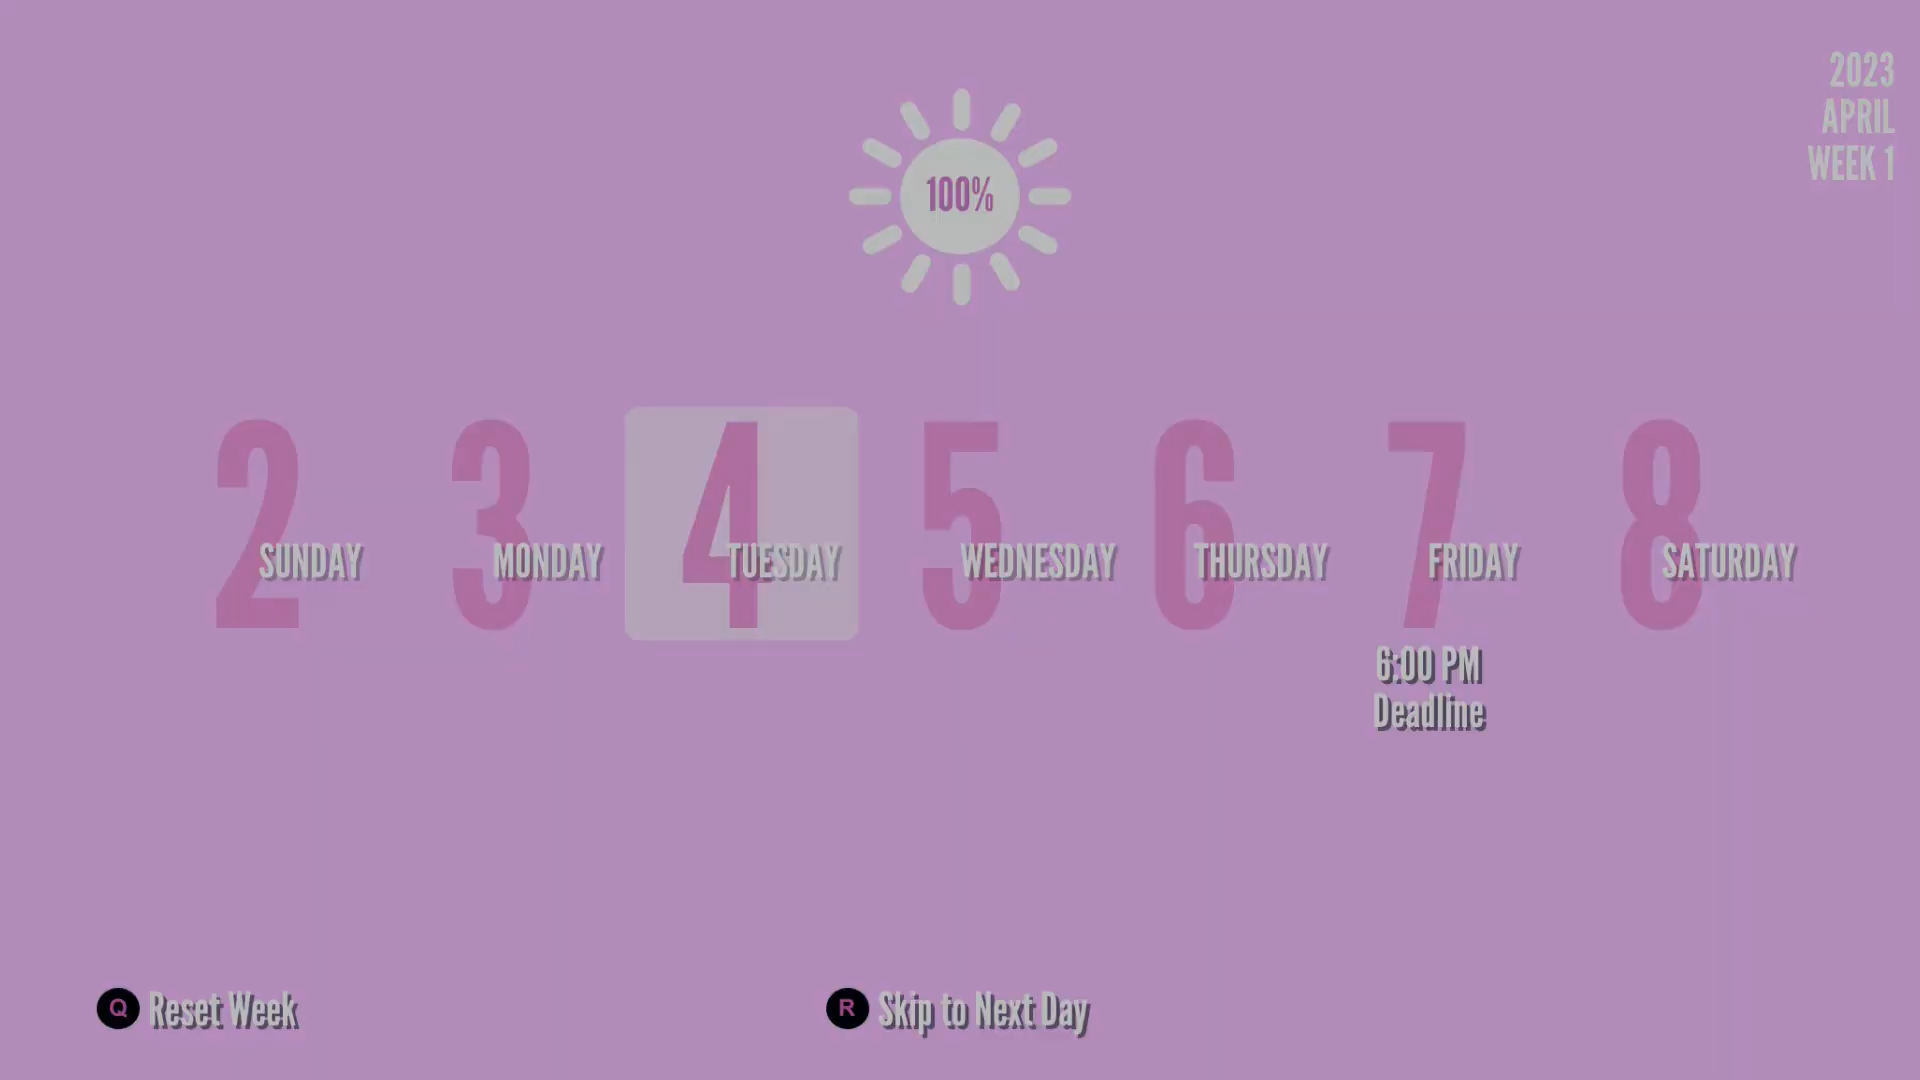 2023
APRIL
WEEK 1
100%
2 SUNDAY
3 MONDAY
4 TUESDAY
5 WEDNESDAY
6 THURSDAY
7 FRIDAY
8 SATURDAY
6:00 PM
Deadline
Q Reset Week
R Skip to Next Day